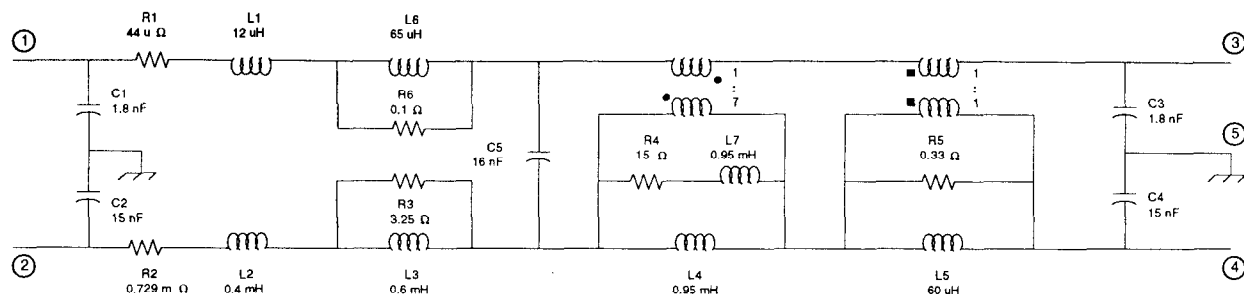 R1
44 u Ω
L1
12 uH
L6
65 uH
1
3
C1
1.8 nF
R6
0.1 Ω
1
:
7
1
:
1
C3
1.8 nF
C5
16 nF
R4
15 Ω
L7
0.95 mH
R5
0.33 Ω
5
C2
15 nF
R3
3.25 Ω
C4
15 nF
2
4
R2
0.729 m Ω
L2
0.4 mH
L3
0.6 mH
L4
0.95 mH
L5
60 uH